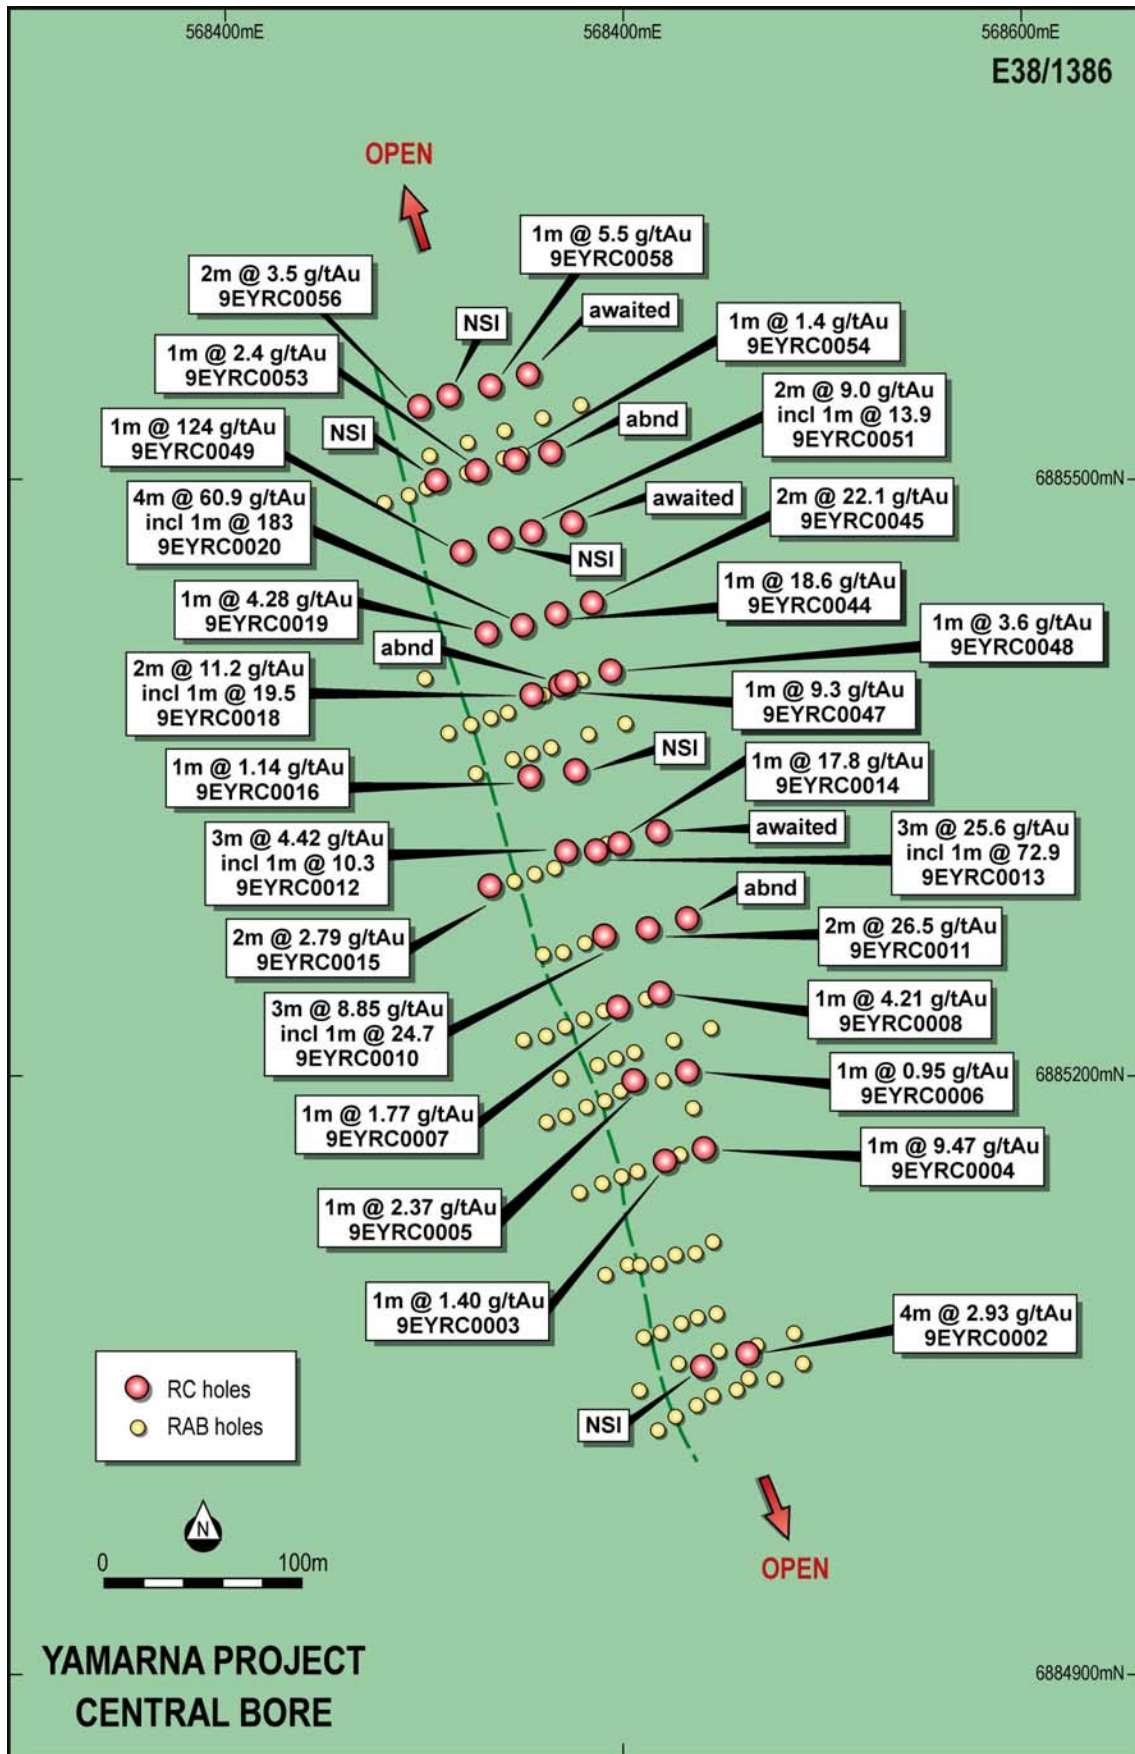 568400mE
568400mE
568600mE
E38/1386
OPEN
1m @ 5.5 g/tAu
9EYRC0058
2m @ 3.5 g/tAu
9EYRC0056
NSI
awaited
1m @ 1.4 g/tAu
9EYRC0054
1m @ 2.4 g/tAu
9EYRC0053
2m @ 9.0 g/tAu
incl 1m @ 13.9
9EYRC0051
1m @ 124 g/tAu
9EYRC0049
NSI
abnd
6885500mN
4m @ 60.9 g/tAu
incl 1m @ 183
9EYRC0020
awaited
2m @ 22.1 g/tAu
9EYRC0045
NSI
1m @ 4.28 g/tAu
9EYRC0019
1m @ 18.6 g/tAu
9EYRC0044
abnd
1m @ 3.6 g/tAu
9EYRC0048
2m @ 11.2 g/tAu
incl 1m @ 19.5
9EYRC0018
1m @ 9.3 g/tAu
9EYRC0047
1m @ 1.14 g/tAu
9EYRC0016
NSI
1m @ 17.8 g/tAu
9EYRC0014
3m @ 4.42 g/tAu
incl 1m @ 10.3
9EYRC0012
awaited
3m @ 25.6 g/tAu
incl 1m @ 72.9
9EYRC0013
abnd
2m @ 2.79 g/tAu
9EYRC0015
2m @ 26.5 g/tAu
9EYRC0011
3m @ 8.85 g/tAu
incl 1m @ 24.7
9EYRC0010
1m @ 4.21 g/tAu
9EYRC0008
6885200mN
1m @ 0.95 g/tAu
9EYRC0006
1m @ 1.77 g/tAu
9EYRC0007
1m @ 9.47 g/tAu
9EYRC0004
1m @ 2.37 g/tAu
9EYRC0005
1m @ 1.40 g/tAu
9EYRC0003
4m @ 2.93 g/tAu
9EYRC0002
RC holes
RAB holes
NSI
N
0 100m
OPEN
YAMARNA PROJECT
CENTRAL BORE
6884900mN